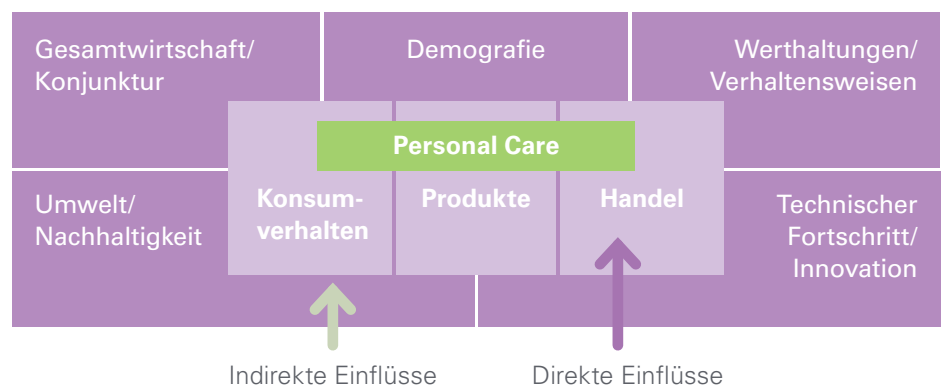 Gesamtwirtschaft/
Konjunktur
Demografie
Werthaltungen/
Verhaltensweisen
Personal Care
Umwelt/
Nachhaltigkeit
Konsum-
verhalten
Produkte
Handel
Technischer
Fortschritt/
Innovation
Indirekte Einflüsse
Direkte Einflüsse